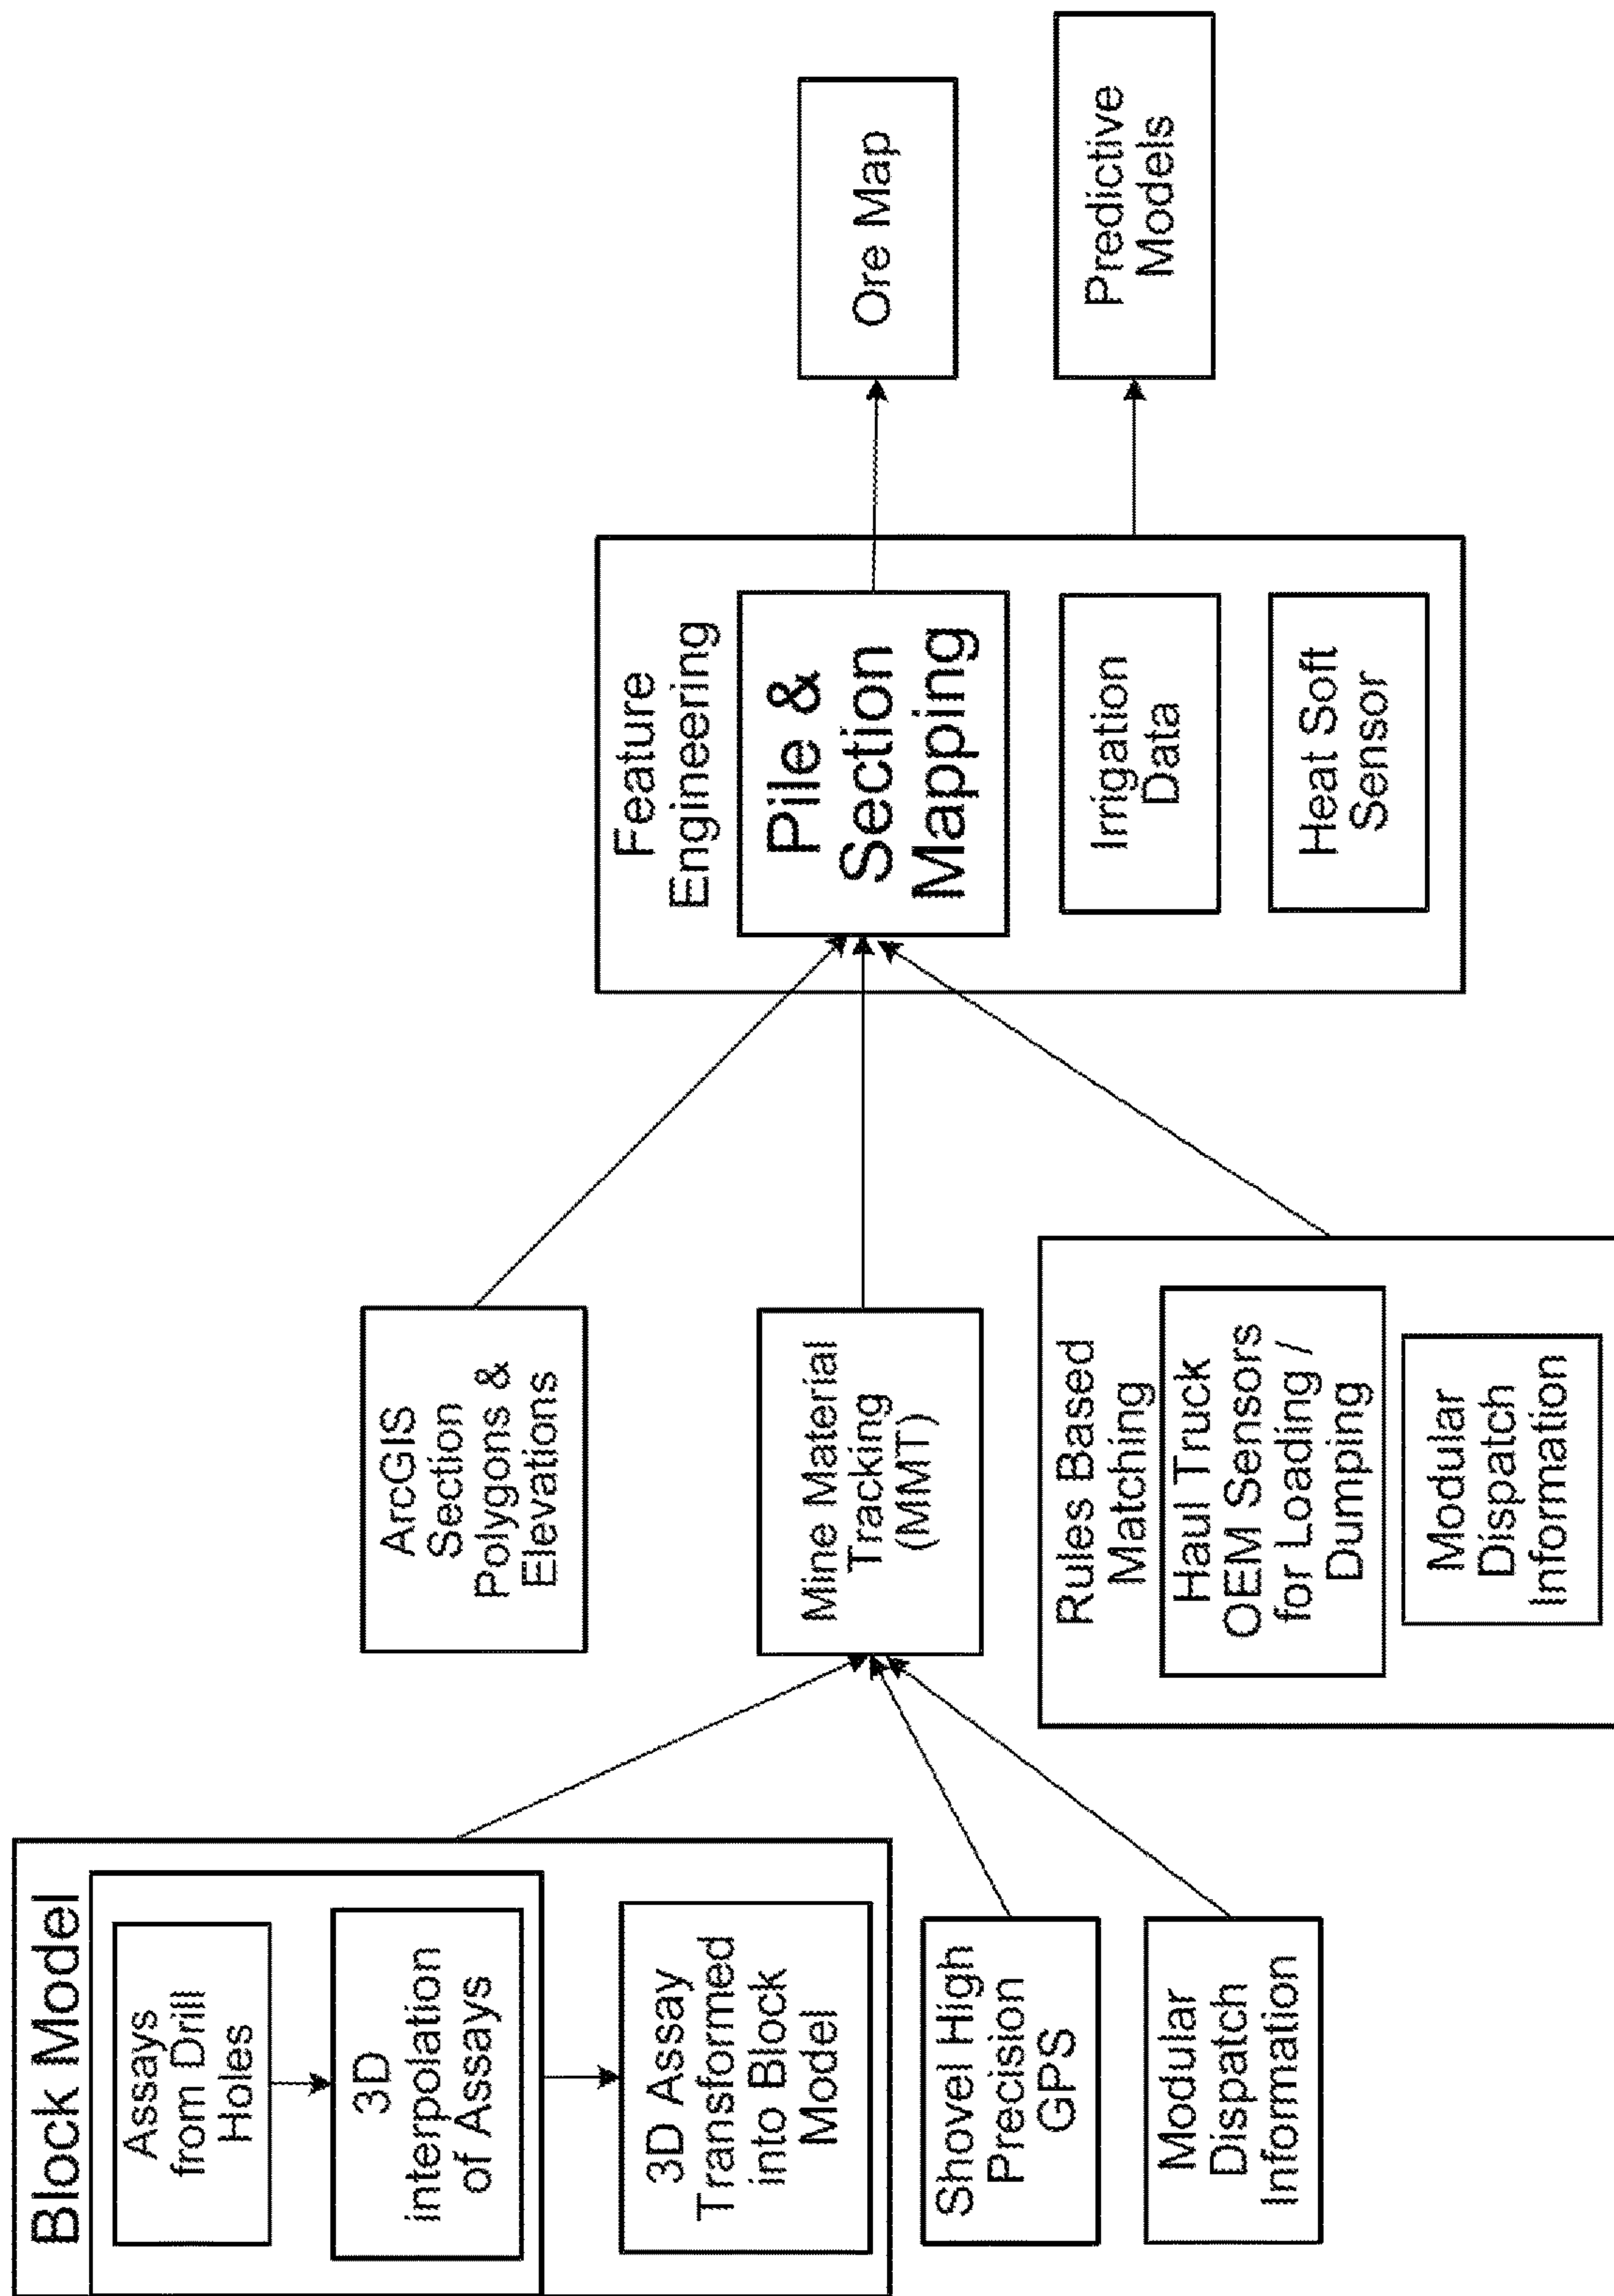 Block Model
Assays
from Drill
Holes
3D
interpolation
of Assays
3D Assay
Transformed
into Block
Model
Shovel High
Precision
GPS
Modular
Dispatch
Information
ArcGIS
Section
Polygons &
Elevations
Mine Material
Tracking
(MMT)
Rules Based
Matching
Haul Truck
OEM Sensors
for Loading /
Dumping
Modular
Dispatch
Information
Feature
Engineering
Pile &
Section
Mapping
Irrigation
Data
Heat Soft
Sensor
Ore Map
Predictive
Models